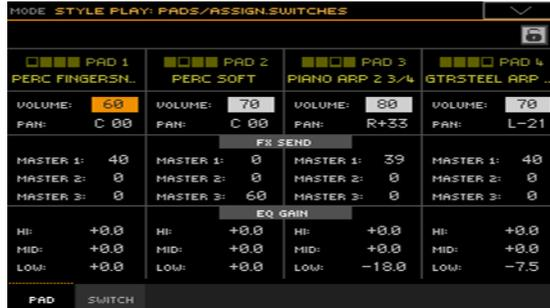 MODE STYLE PLAY: PADS/ASSIGN.SWITCHES
PAD 1 PAD 2 PAD 3 PAD 4
PERC FINGERSN.. PERC SOFT PIANO ARP 2 3/4 GTRSTEEL ARP ..
VOLUME: 60 VOLUME: 70 VOLUME: 80 VOLUME: 70
PAN: C 00 PAN: C 00 PAN: R+33 PAN: L-21
FX SEND
MASTER 1: 40 MASTER 1: 0 MASTER 1: 39 MASTER 1: 40
MASTER 2: 0 MASTER 2: 0 MASTER 2: 0 MASTER 2: 0
MASTER 3: 0 MASTER 3: 60 MASTER 3: 0 MASTER 3: 0
EQ GAIN
HI: +0.0 HI: +0.0 HI: +0.0 HI: +0.0
MID: +0.0 MID: +0.0 MID: +0.0 MID: +0.0
LOW: +0.0 LOW: +0.0 LOW: -18.0 LOW: -7.5
PAD SWITCH